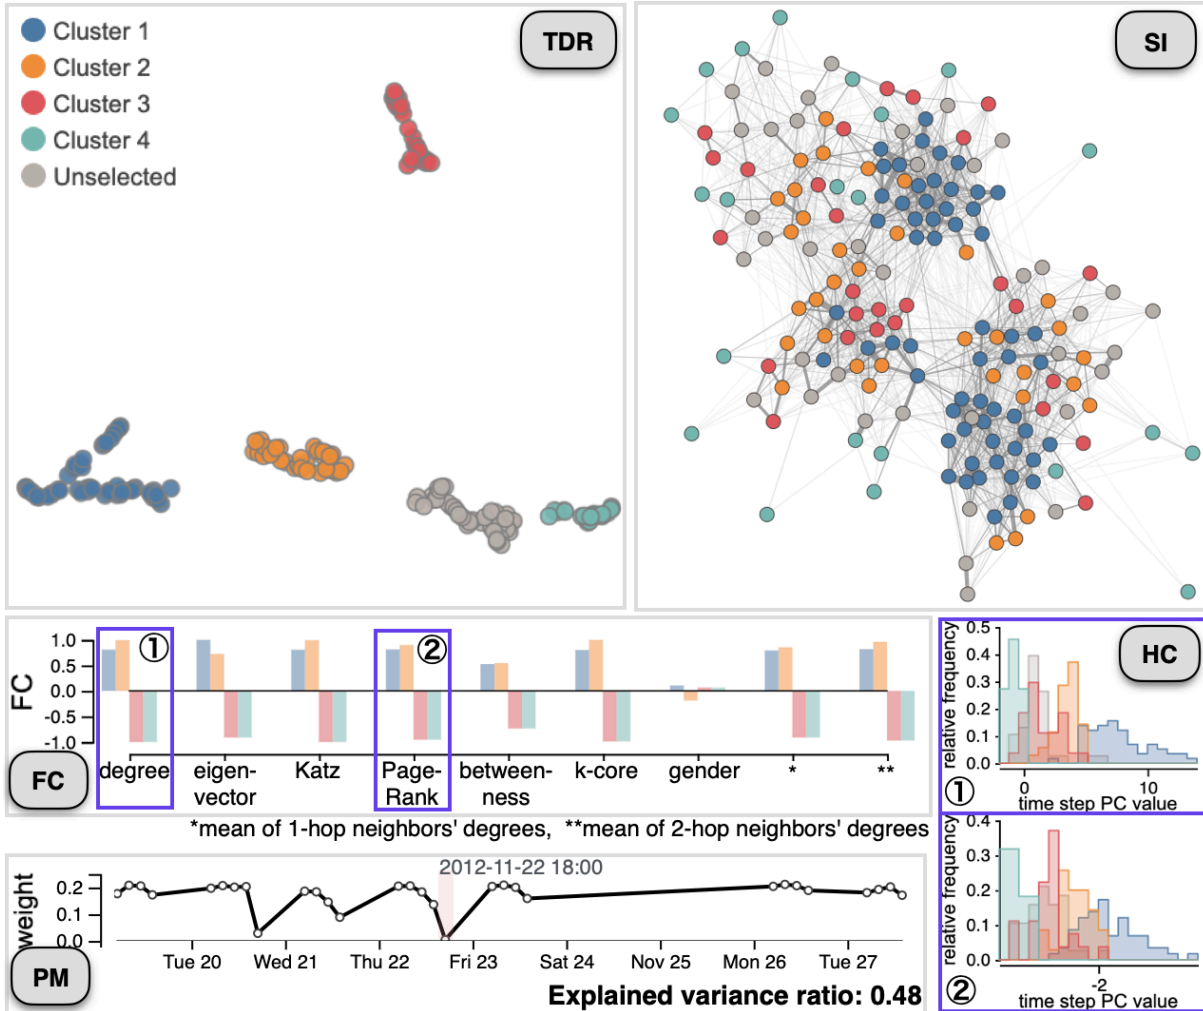 Cluster 1
Cluster 2
Cluster 3
Cluster 4
Unselected
TDR
SI
FC
1.0
0.5
0.0
-0.5
-1.0
①
②
FC
degree
eigen-
vector
Katz
Page-
Rank
between-
ness
k-core
gender
*
**
*mean of 1-hop neighbors' degrees, **mean of 2-hop neighbors' degrees
HC
relative frequency
0.5
0.4
0.3
0.2
0.1
0.0
0 10
① time step PC value
relative frequency
0.4
0.3
0.2
0.1
0.0
-2
② time step PC value
2012-11-22 18:00
weight
0.2
0.1
0.0
PM
Tue 20 Wed 21 Thu 22 Fri 23 Sat 24 Nov 25 Mon 26 Tue 27
Explained variance ratio: 0.48